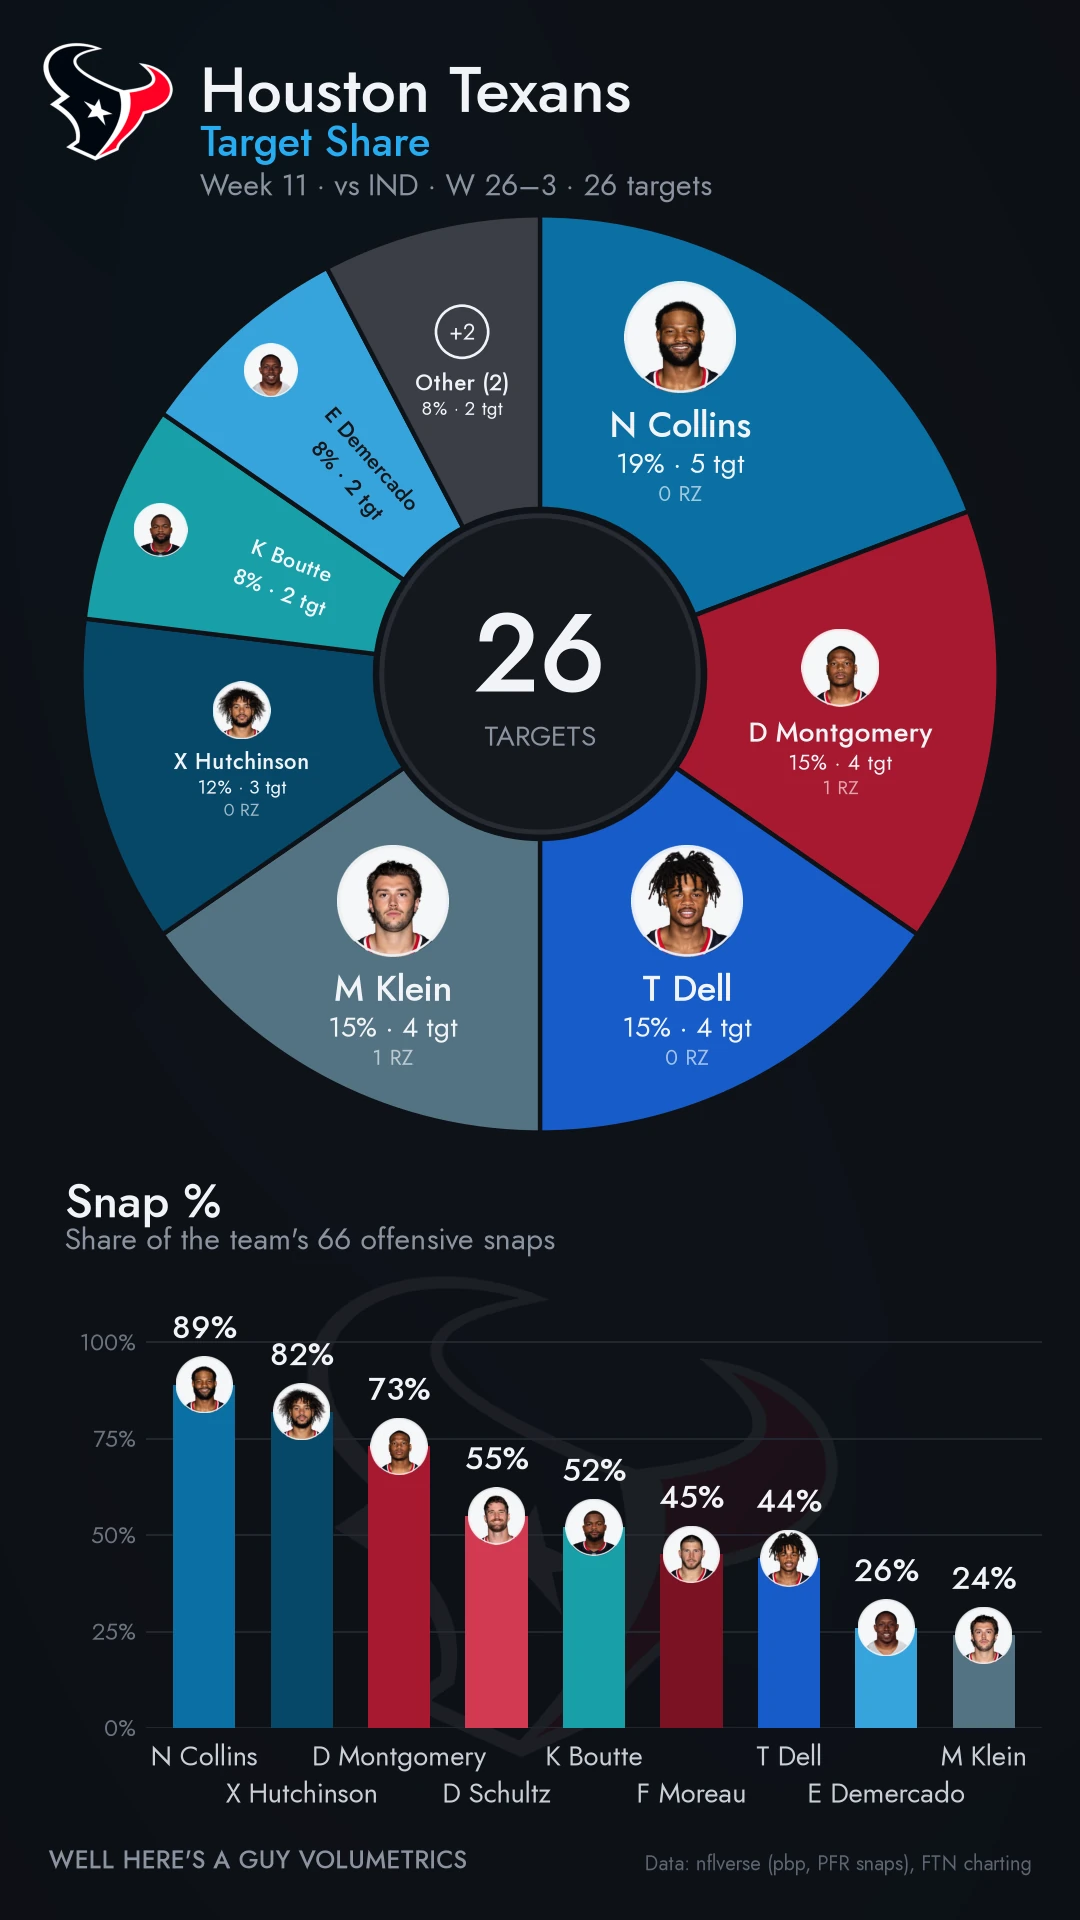 Houston Texans
Target Share
Week 11 · vs IND · W 26–3 · 26 targets
+2
Other (2)
8% · 2 tgt
N Collins
19% · 5 tgt
0 RZ
E Demercado
8% · 2 tgt
K Boutte
8% · 2 tgt
26
TARGETS
D Montgomery
15% · 4 tgt
1 RZ
X Hutchinson
12% · 3 tgt
0 RZ
M Klein
15% · 4 tgt
1 RZ
T Dell
15% · 4 tgt
0 RZ
Snap %
Share of the team's 66 offensive snaps
100%
75%
50%
25%
0%
89%
82%
73%
55%
52%
45%
44%
26%
24%
N Collins
X Hutchinson
D Montgomery
D Schultz
K Boutte
F Moreau
T Dell
E Demercado
M Klein
WELL HERE'S A GUY VOLUMETRICS
Data: nflverse (pbp, PFR snaps), FTN charting